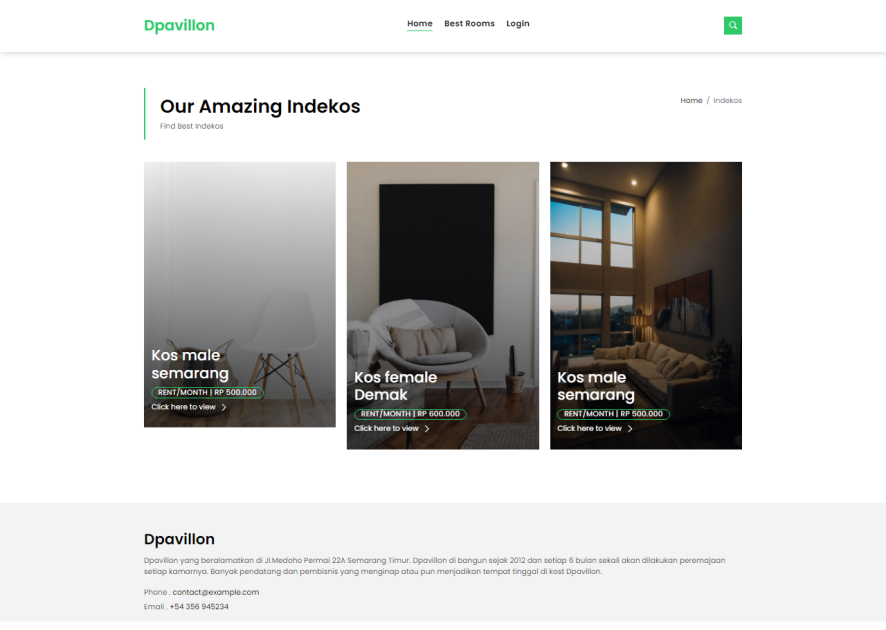 Dpavillon
Home Best Rooms Login
Our Amazing Indekos
Find Best Indekos
Home / Indekos
Kos male
semarang
RENT/MONTH | RP 500.000
Click here to view
Kos female
Demak
RENT/MONTH | RP 600.000
Click here to view
Kos male
semarang
RENT/MONTH | RP 500.000
Click here to view
Dpavillon
Dpavillon yang beralamatkan di Jl.Medoho Permai 22A Semarang Timur. Dpavillon di bangun sejak 2012 dan setiap 6 bulan sekali akan dilakukan peremajaan
setiap kamarnya. Banyak pendatang dan pembisnis yang menginap atau pun menjadikan tempat tinggal di kost Dpavillon.
Phone . contact@example.com
Email . +54 356 945234